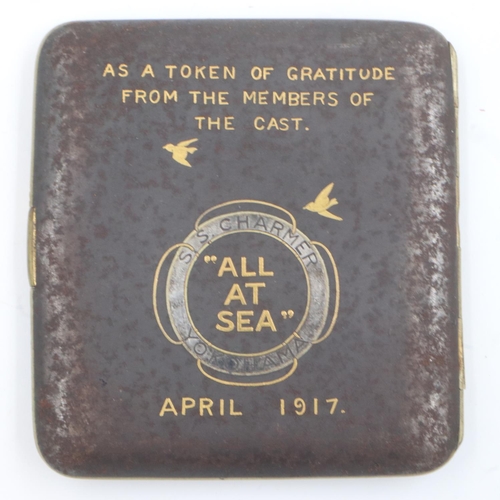 AS A TOKEN OF GRATITUDE
FROM THE MEMBERS OF
THE CAST.
S.S. CHARMER
"ALL
AT
SEA"
YOKOHAMA
APRIL 1917.